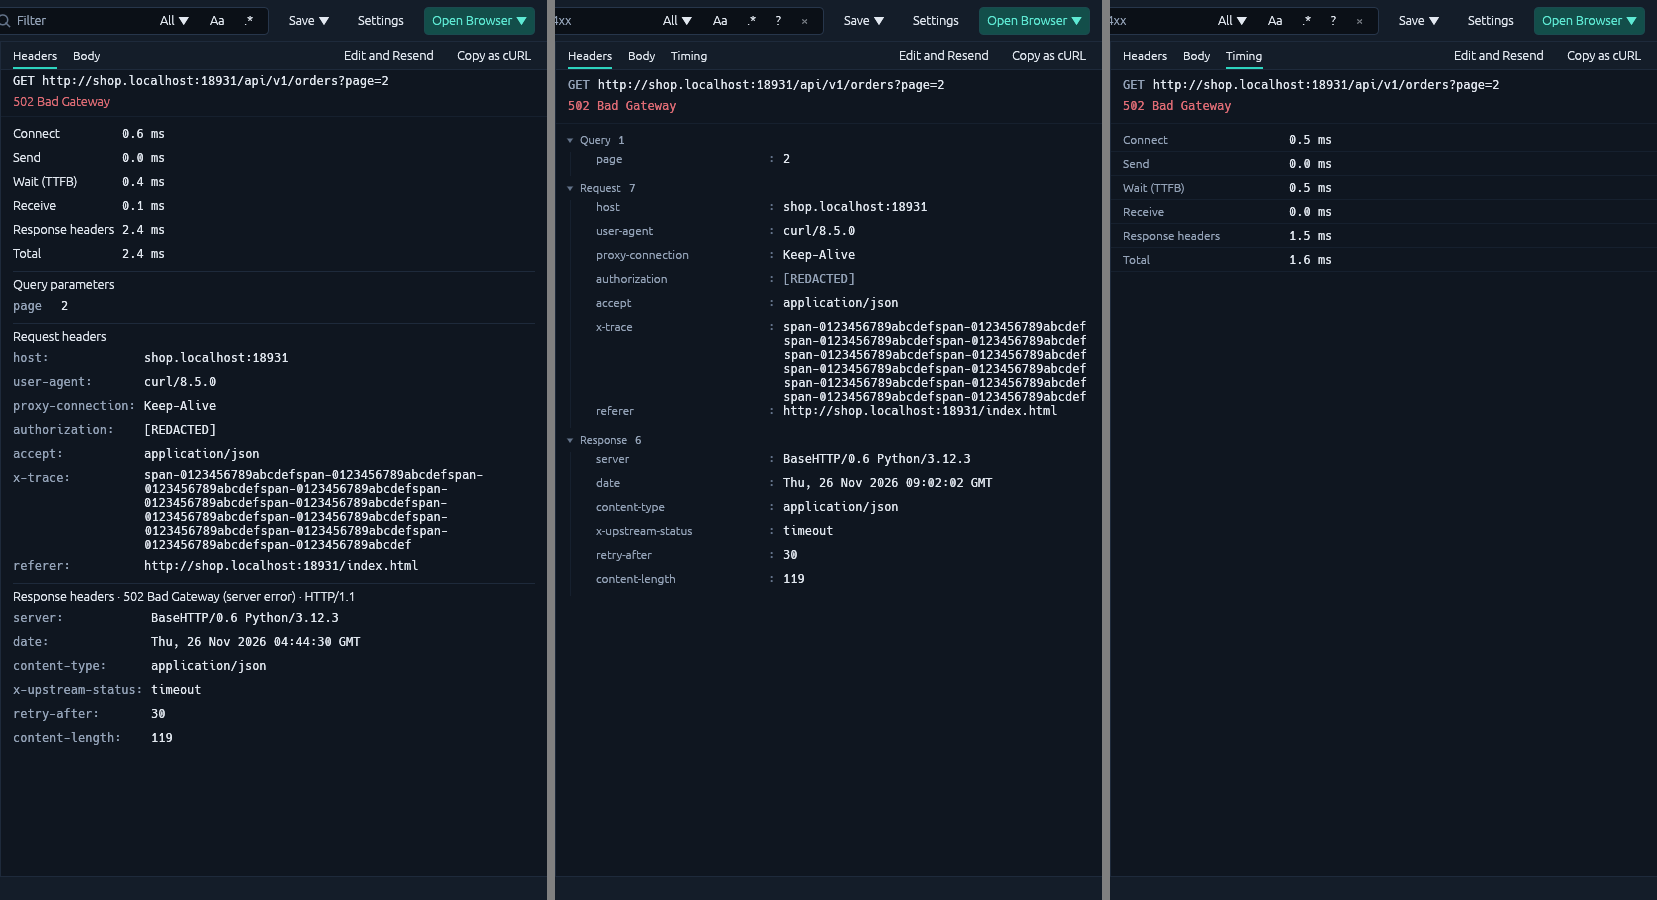 Filter All ▼ Aa .* Save ▼ Settings Open Browser ▼
Headers Body Edit and Resend Copy as cURL
GET http://shop.localhost:18931/api/v1/orders?page=2
502 Bad Gateway
Connect 0.6 ms
Send 0.0 ms
Wait (TTFB) 0.4 ms
Receive 0.1 ms
Response headers 2.4 ms
Total 2.4 ms
Query parameters
page 2
Request headers
host: shop.localhost:18931
user-agent: curl/8.5.0
proxy-connection: Keep-Alive
authorization: [REDACTED]
accept: application/json
x-trace: span-0123456789abcdefspan-0123456789abcdefspan-
0123456789abcdefspan-0123456789abcdefspan-
0123456789abcdefspan-0123456789abcdefspan-
0123456789abcdefspan-0123456789abcdefspan-
0123456789abcdefspan-0123456789abcdefspan-
0123456789abcdefspan-0123456789abcdef
referer: http://shop.localhost:18931/index.html
Response headers · 502 Bad Gateway (server error) · HTTP/1.1
server: BaseHTTP/0.6 Python/3.12.3
date: Thu, 26 Nov 2026 04:44:30 GMT
content-type: application/json
x-upstream-status: timeout
retry-after: 30
content-length: 119
4xx All ▼ Aa .* ? × Save ▼ Settings Open Browser ▼
Headers Body Timing Edit and Resend Copy as cURL
GET http://shop.localhost:18931/api/v1/orders?page=2
502 Bad Gateway
Query 1
page : 2
Request 7
host : shop.localhost:18931
user-agent : curl/8.5.0
proxy-connection : Keep-Alive
authorization : [REDACTED]
accept : application/json
x-trace : span-0123456789abcdefspan-0123456789abcdef
span-0123456789abcdefspan-0123456789abcdef
span-0123456789abcdefspan-0123456789abcdef
span-0123456789abcdefspan-0123456789abcdef
span-0123456789abcdefspan-0123456789abcdef
span-0123456789abcdefspan-0123456789abcdef
referer : http://shop.localhost:18931/index.html
Response 6
server : BaseHTTP/0.6 Python/3.12.3
date : Thu, 26 Nov 2026 09:02:02 GMT
content-type : application/json
x-upstream-status : timeout
retry-after : 30
content-length : 119
4xx All ▼ Aa .* ? × Save ▼ Settings Open Browser ▼
Headers Body Timing Edit and Resend Copy as cURL
GET http://shop.localhost:18931/api/v1/orders?page=2
502 Bad Gateway
Connect 0.5 ms
Send 0.0 ms
Wait (TTFB) 0.5 ms
Receive 0.0 ms
Response headers 1.5 ms
Total 1.6 ms